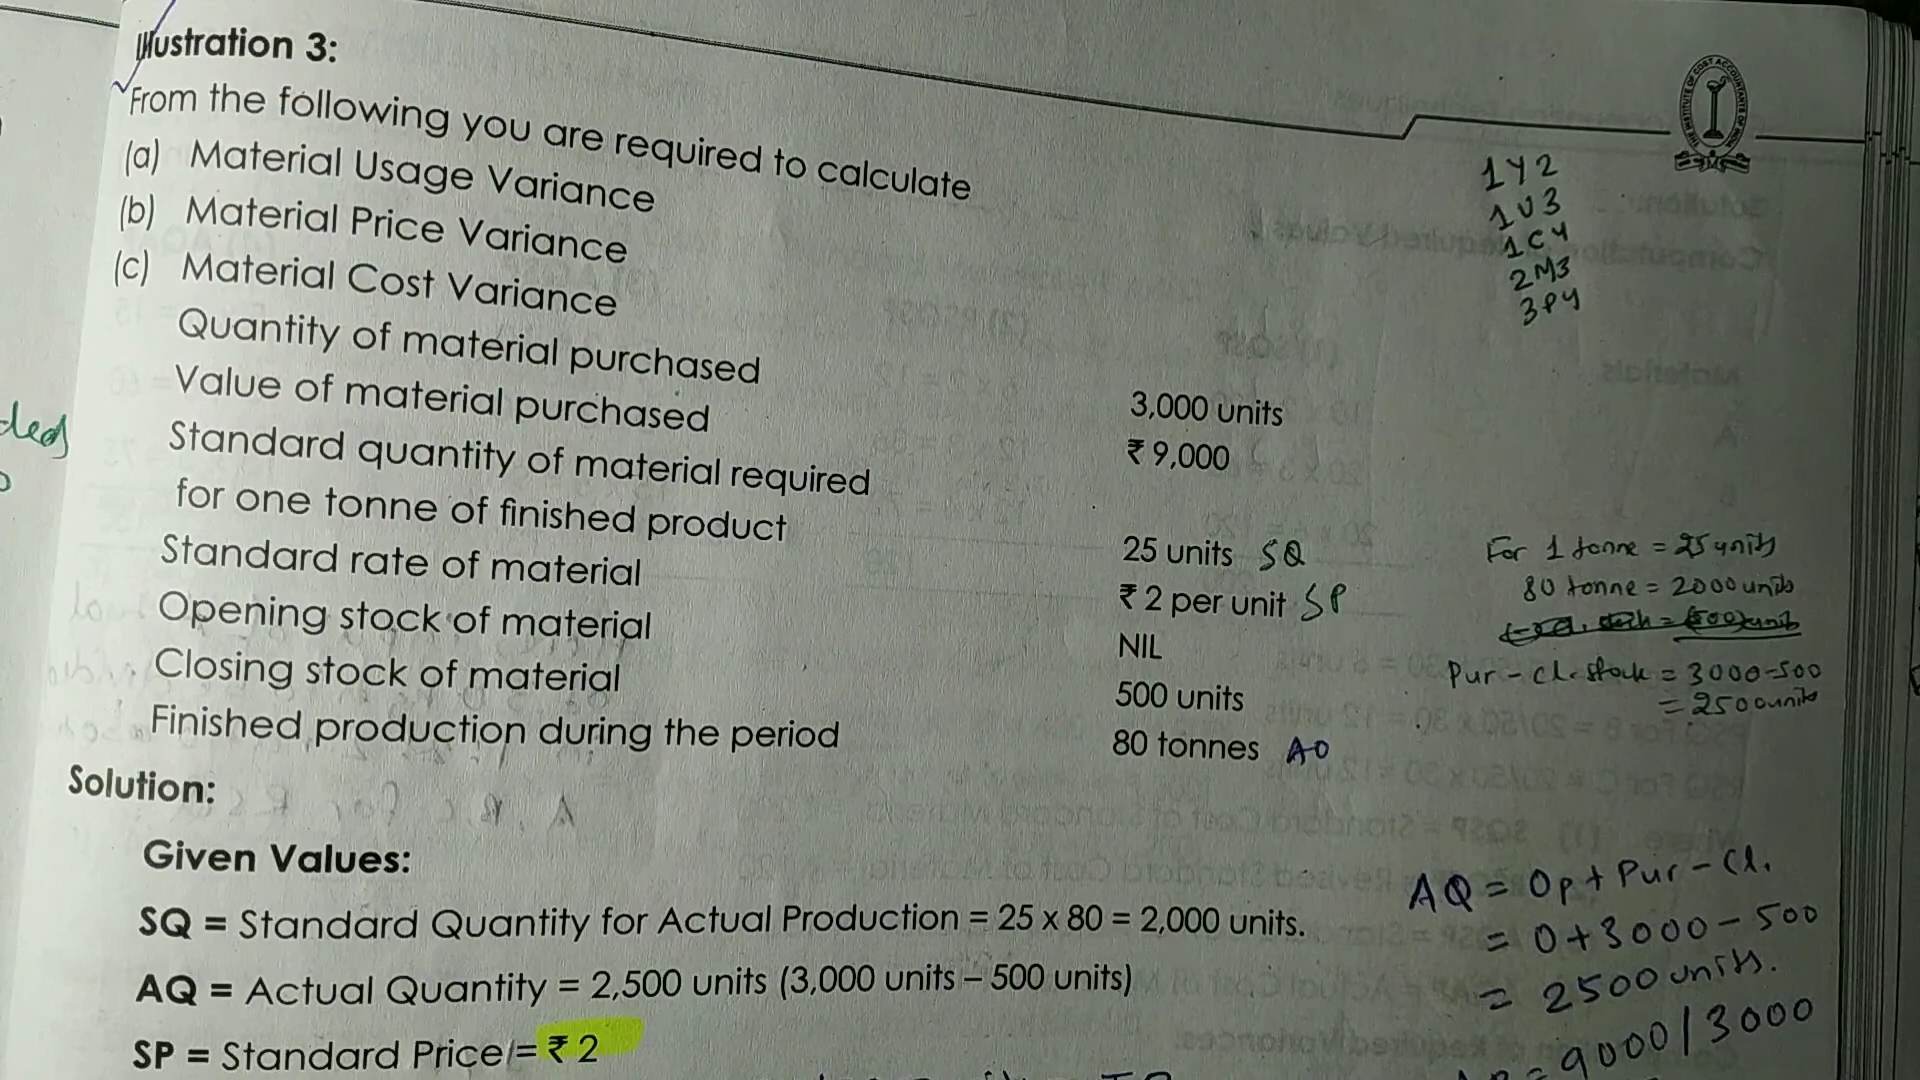 Illustration 3:
From the following you are required to calculate
(a) Material Usage Variance
(b) Material Price Variance
(c) Material Cost Variance
Quantity of material purchased 3,000 units
Value of material purchased ₹ 9,000
Standard quantity of material required
for one tonne of finished product 25 units SQ
Standard rate of material ₹ 2 per unit SP
Opening stock of material NIL
Closing stock of material 500 units
Finished production during the period 80 tonnes AO
1Y2
1U3
1C4
2M3
3P4
For 1 tonne = 25 units
80 tonne = 2000 units
Pur - cl. stock = 3000-500
= 2500 units
Solution:
Given Values:
SQ = Standard Quantity for Actual Production = 25 x 80 = 2,000 units.
AQ = Actual Quantity = 2,500 units (3,000 units – 500 units)
SP = Standard Price = ₹ 2
AQ = Op + Pur - Cl.
= 0+3000-500
= 2500 units.
= 9000/3000